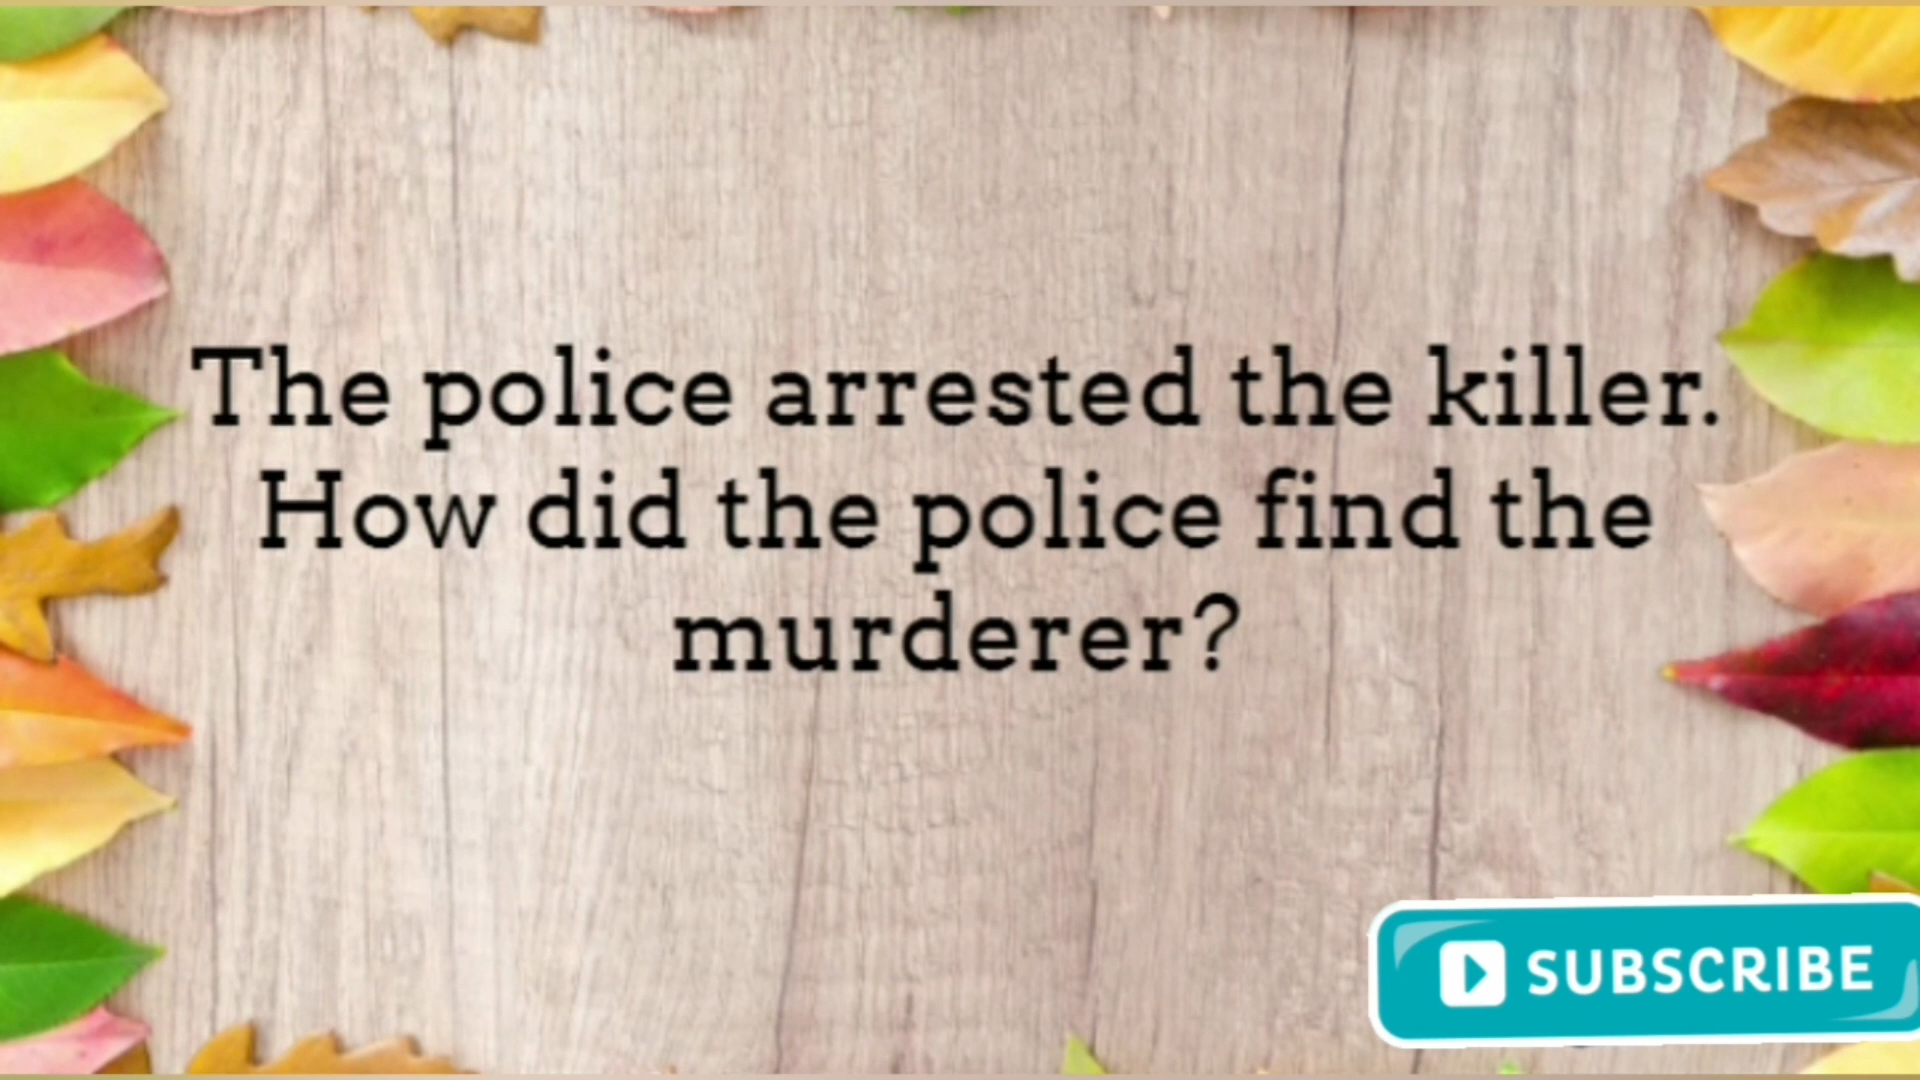 The police arrested the killer.
How did the police find the
murderer?
SUBSCRIBE